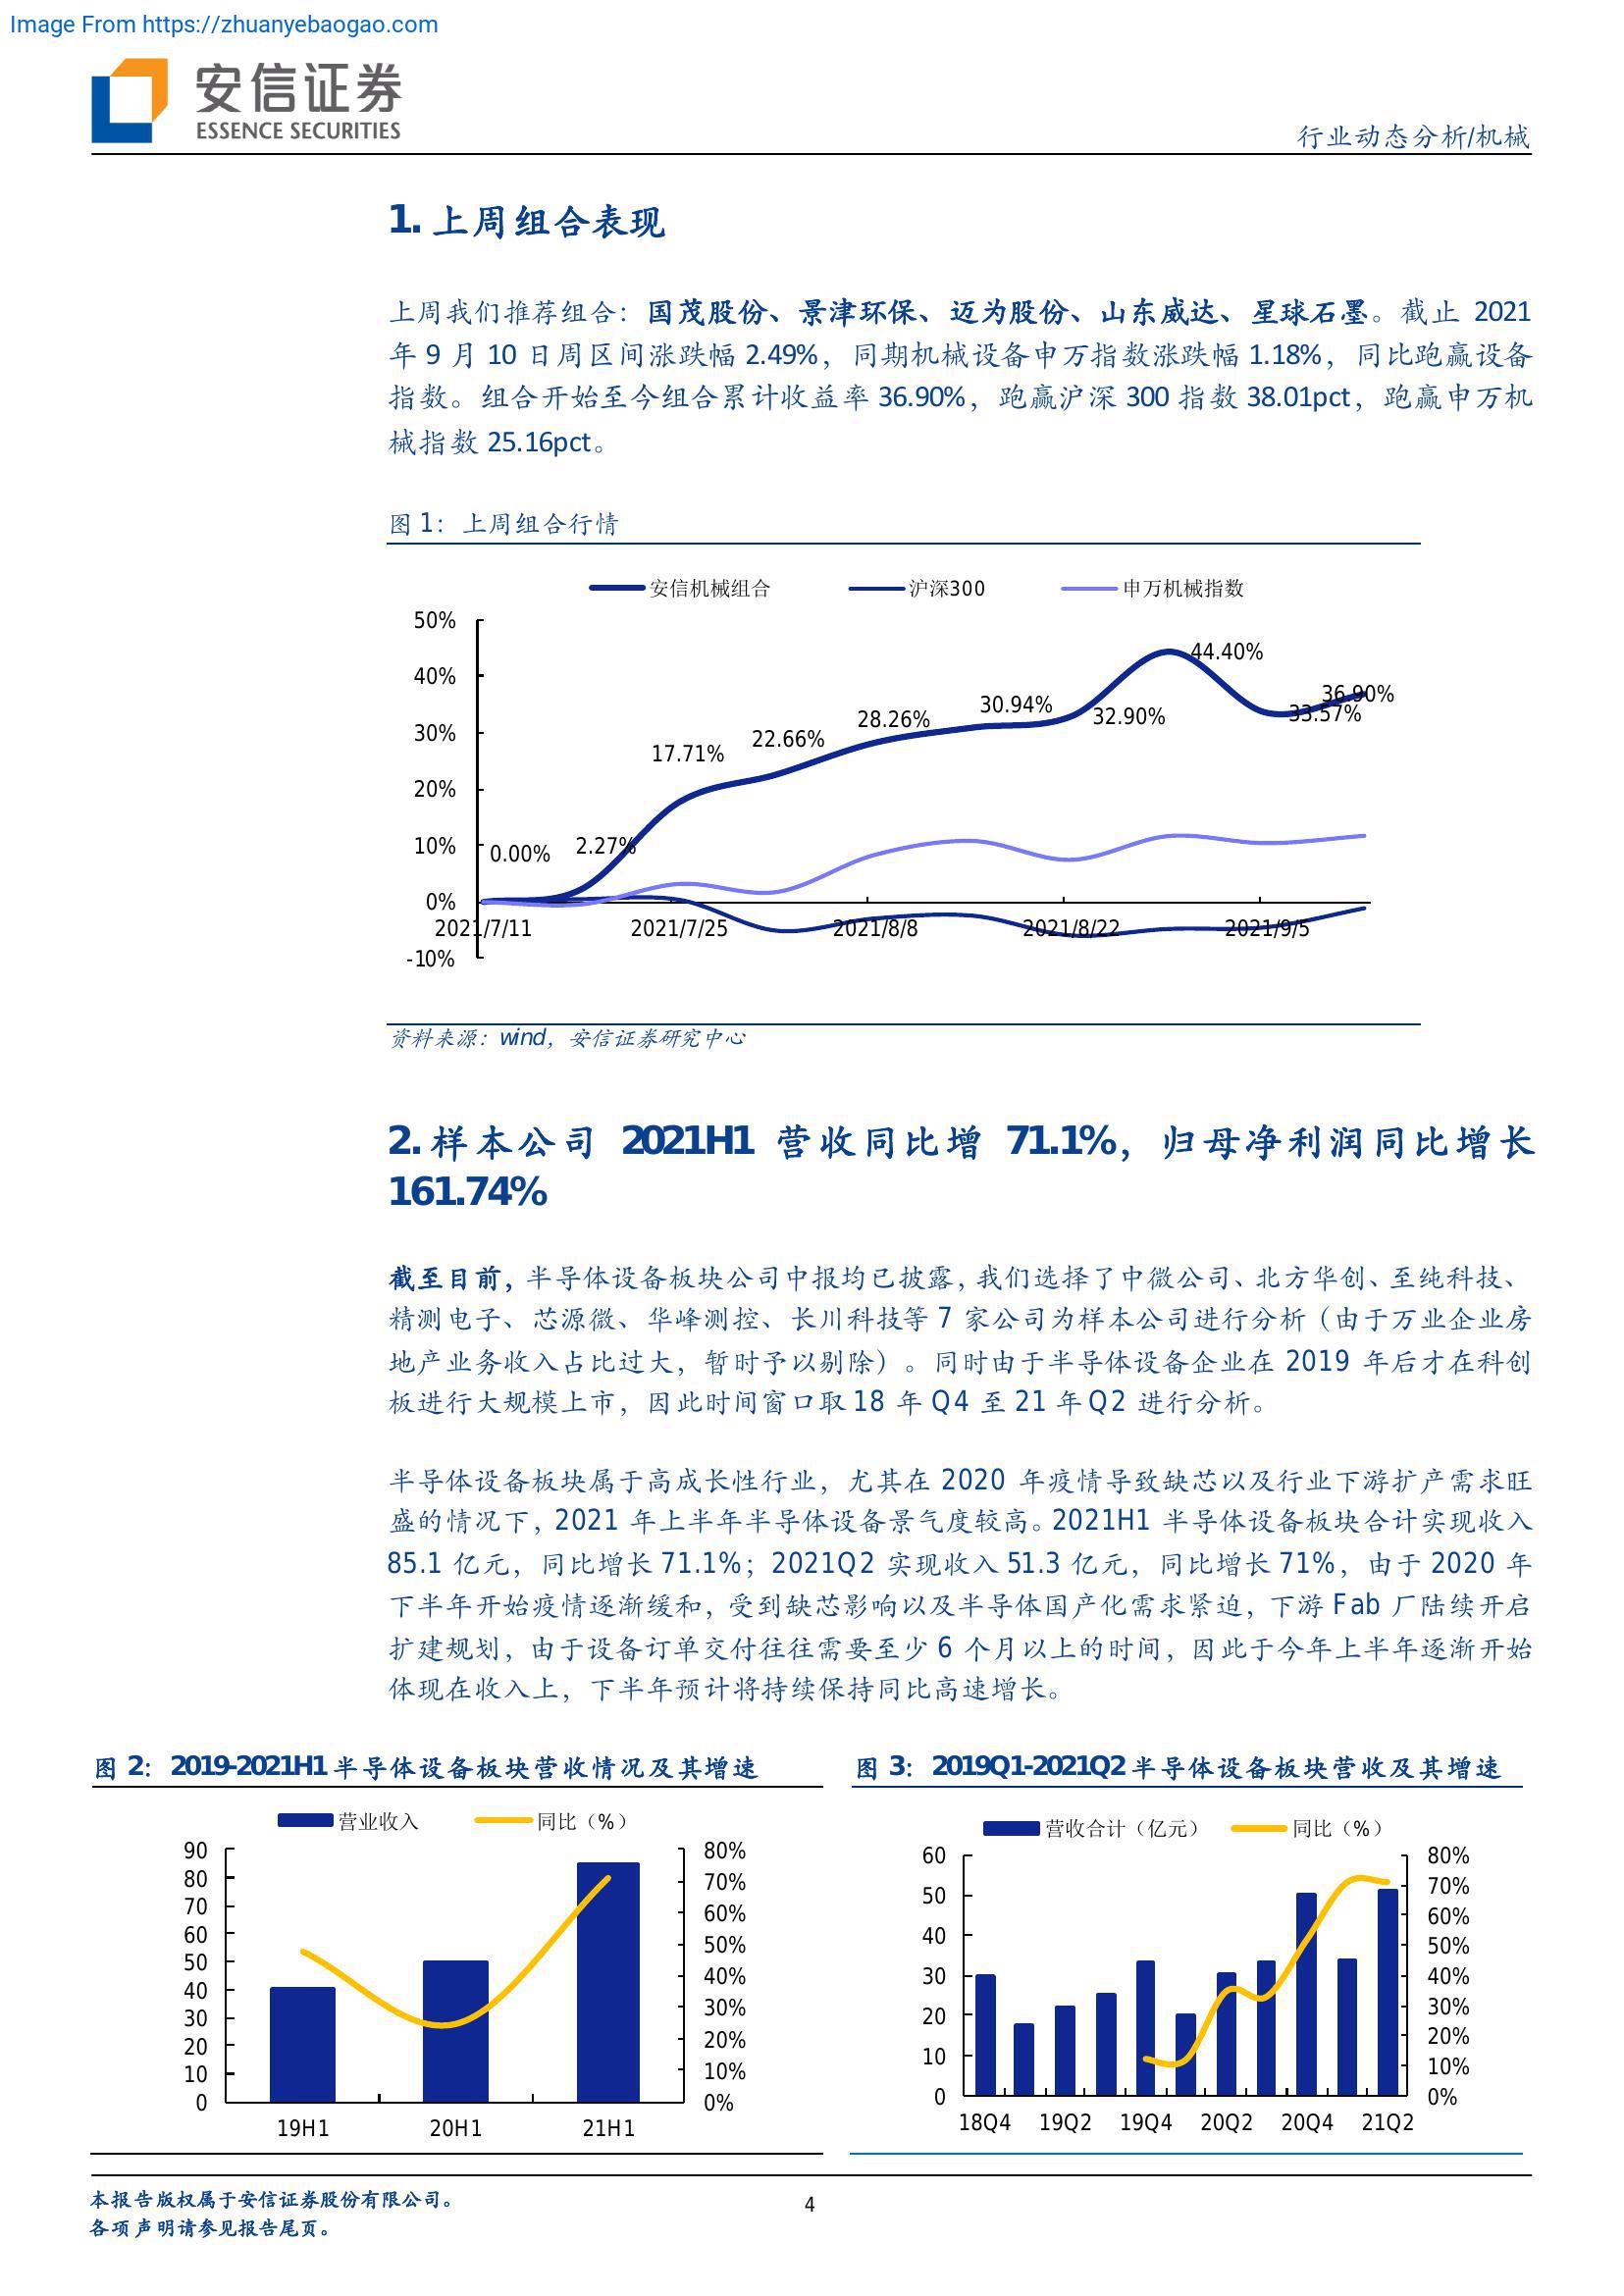 Image From https://zhuanyebaogao.com
安信证券
ESSENCE SECURITIES
行业动态分析/机械
1. 上周组合表现
上周我们推荐组合：国茂股份、景津环保、迈为股份、山东威达、星球石墨。截止 2021
年 9 月 10 日周区间涨跌幅 2.49%，同期机械设备申万指数涨跌幅 1.18%，同比跑赢设备
指数。组合开始至今组合累计收益率 36.90%，跑赢沪深 300 指数 38.01pct，跑赢申万机
械指数 25.16pct。
图 1：上周组合行情
安信机械组合 沪深300 申万机械指数
50%
40%
30%
20%
10%
0%
-10%
0.00% 2.27% 17.71% 22.66% 28.26% 30.94% 32.90% 44.40% 33.57% 36.90%
2021/7/11 2021/7/25 2021/8/8 2021/8/22 2021/9/5
资料来源：wind，安信证券研究中心
2. 样本公司 2021H1 营收同比增 71.1%，归母净利润同比增长
161.74%
截至目前，半导体设备板块公司中报均已披露，我们选择了中微公司、北方华创、至纯科技、
精测电子、芯源微、华峰测控、长川科技等 7 家公司为样本公司进行分析（由于万业企业房
地产业务收入占比过大，暂时予以剔除）。同时由于半导体设备企业在 2019 年后才在科创
板进行大规模上市，因此时间窗口取 18 年 Q4 至 21 年 Q2 进行分析。
半导体设备板块属于高成长性行业，尤其在 2020 年疫情导致缺芯以及行业下游扩产需求旺
盛的情况下，2021 年上半年半导体设备景气度较高。2021H1 半导体设备板块合计实现收入
85.1 亿元，同比增长 71.1%；2021Q2 实现收入 51.3 亿元，同比增长 71%，由于 2020 年
下半年开始疫情逐渐缓和，受到缺芯影响以及半导体国产化需求紧迫，下游 Fab 厂陆续开启
扩建规划，由于设备订单交付往往需要至少 6 个月以上的时间，因此于今年上半年逐渐开始
体现在收入上，下半年预计将持续保持同比高速增长。
图 2：2019-2021H1 半导体设备板块营收情况及其增速
营业收入 同比（%）
90 80%
80 70%
70 60%
60 50%
50 40%
40 30%
30 20%
20 10%
10 0%
0
19H1 20H1 21H1
图 3：2019Q1-2021Q2 半导体设备板块营收及其增速
营收合计（亿元） 同比（%）
60 80%
50 70%
40 60%
30 50%
20 40%
10 30%
0 20%
10%
0%
18Q4 19Q2 19Q4 20Q2 20Q4 21Q2
本报告版权属于安信证券股份有限公司。
各项声明请参见报告尾页。
4